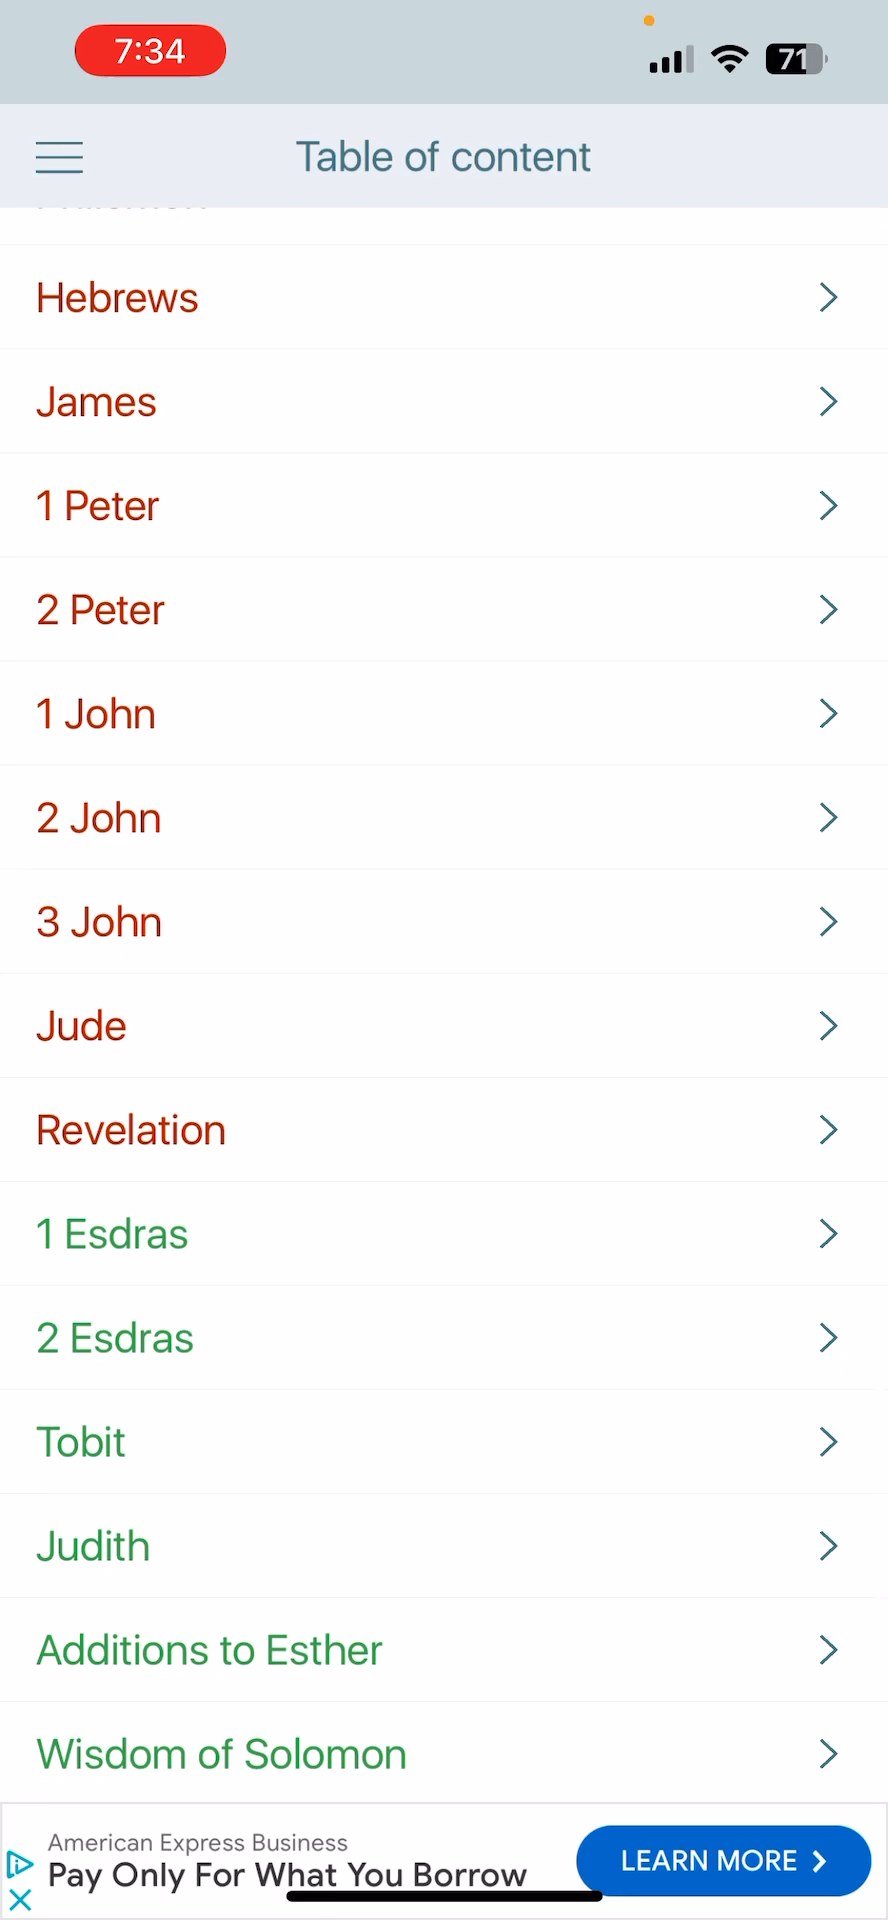 7:34
71
Table of content
Hebrews
James
1 Peter
2 Peter
1 John
2 John
3 John
Jude
Revelation
1 Esdras
2 Esdras
Tobit
Judith
Additions to Esther
Wisdom of Solomon
American Express Business
Pay Only For What You Borrow
LEARN MORE